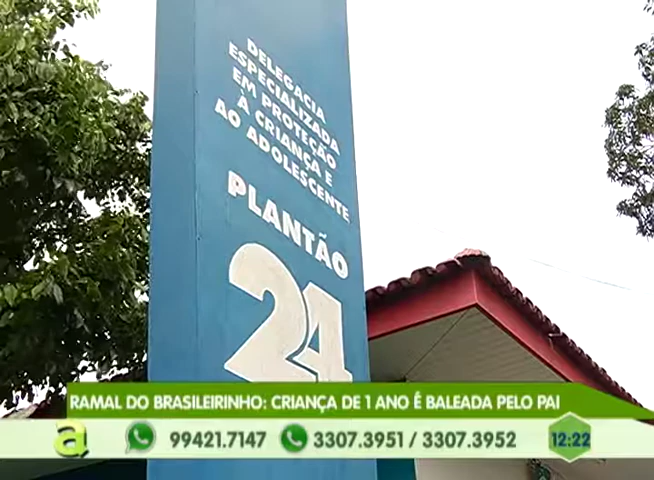 DELEGACIA
ESPECIALIZADA
EM PROTEÇÃO
À CRIANÇA E
AO ADOLESCENTE
PLANTÃO
24
RAMAL DO BRASILEIRINHO: CRIANÇA DE 1 ANO É BALEADA PELO PAI
a 99421.7147 3307.3951 / 3307.3952 12:22